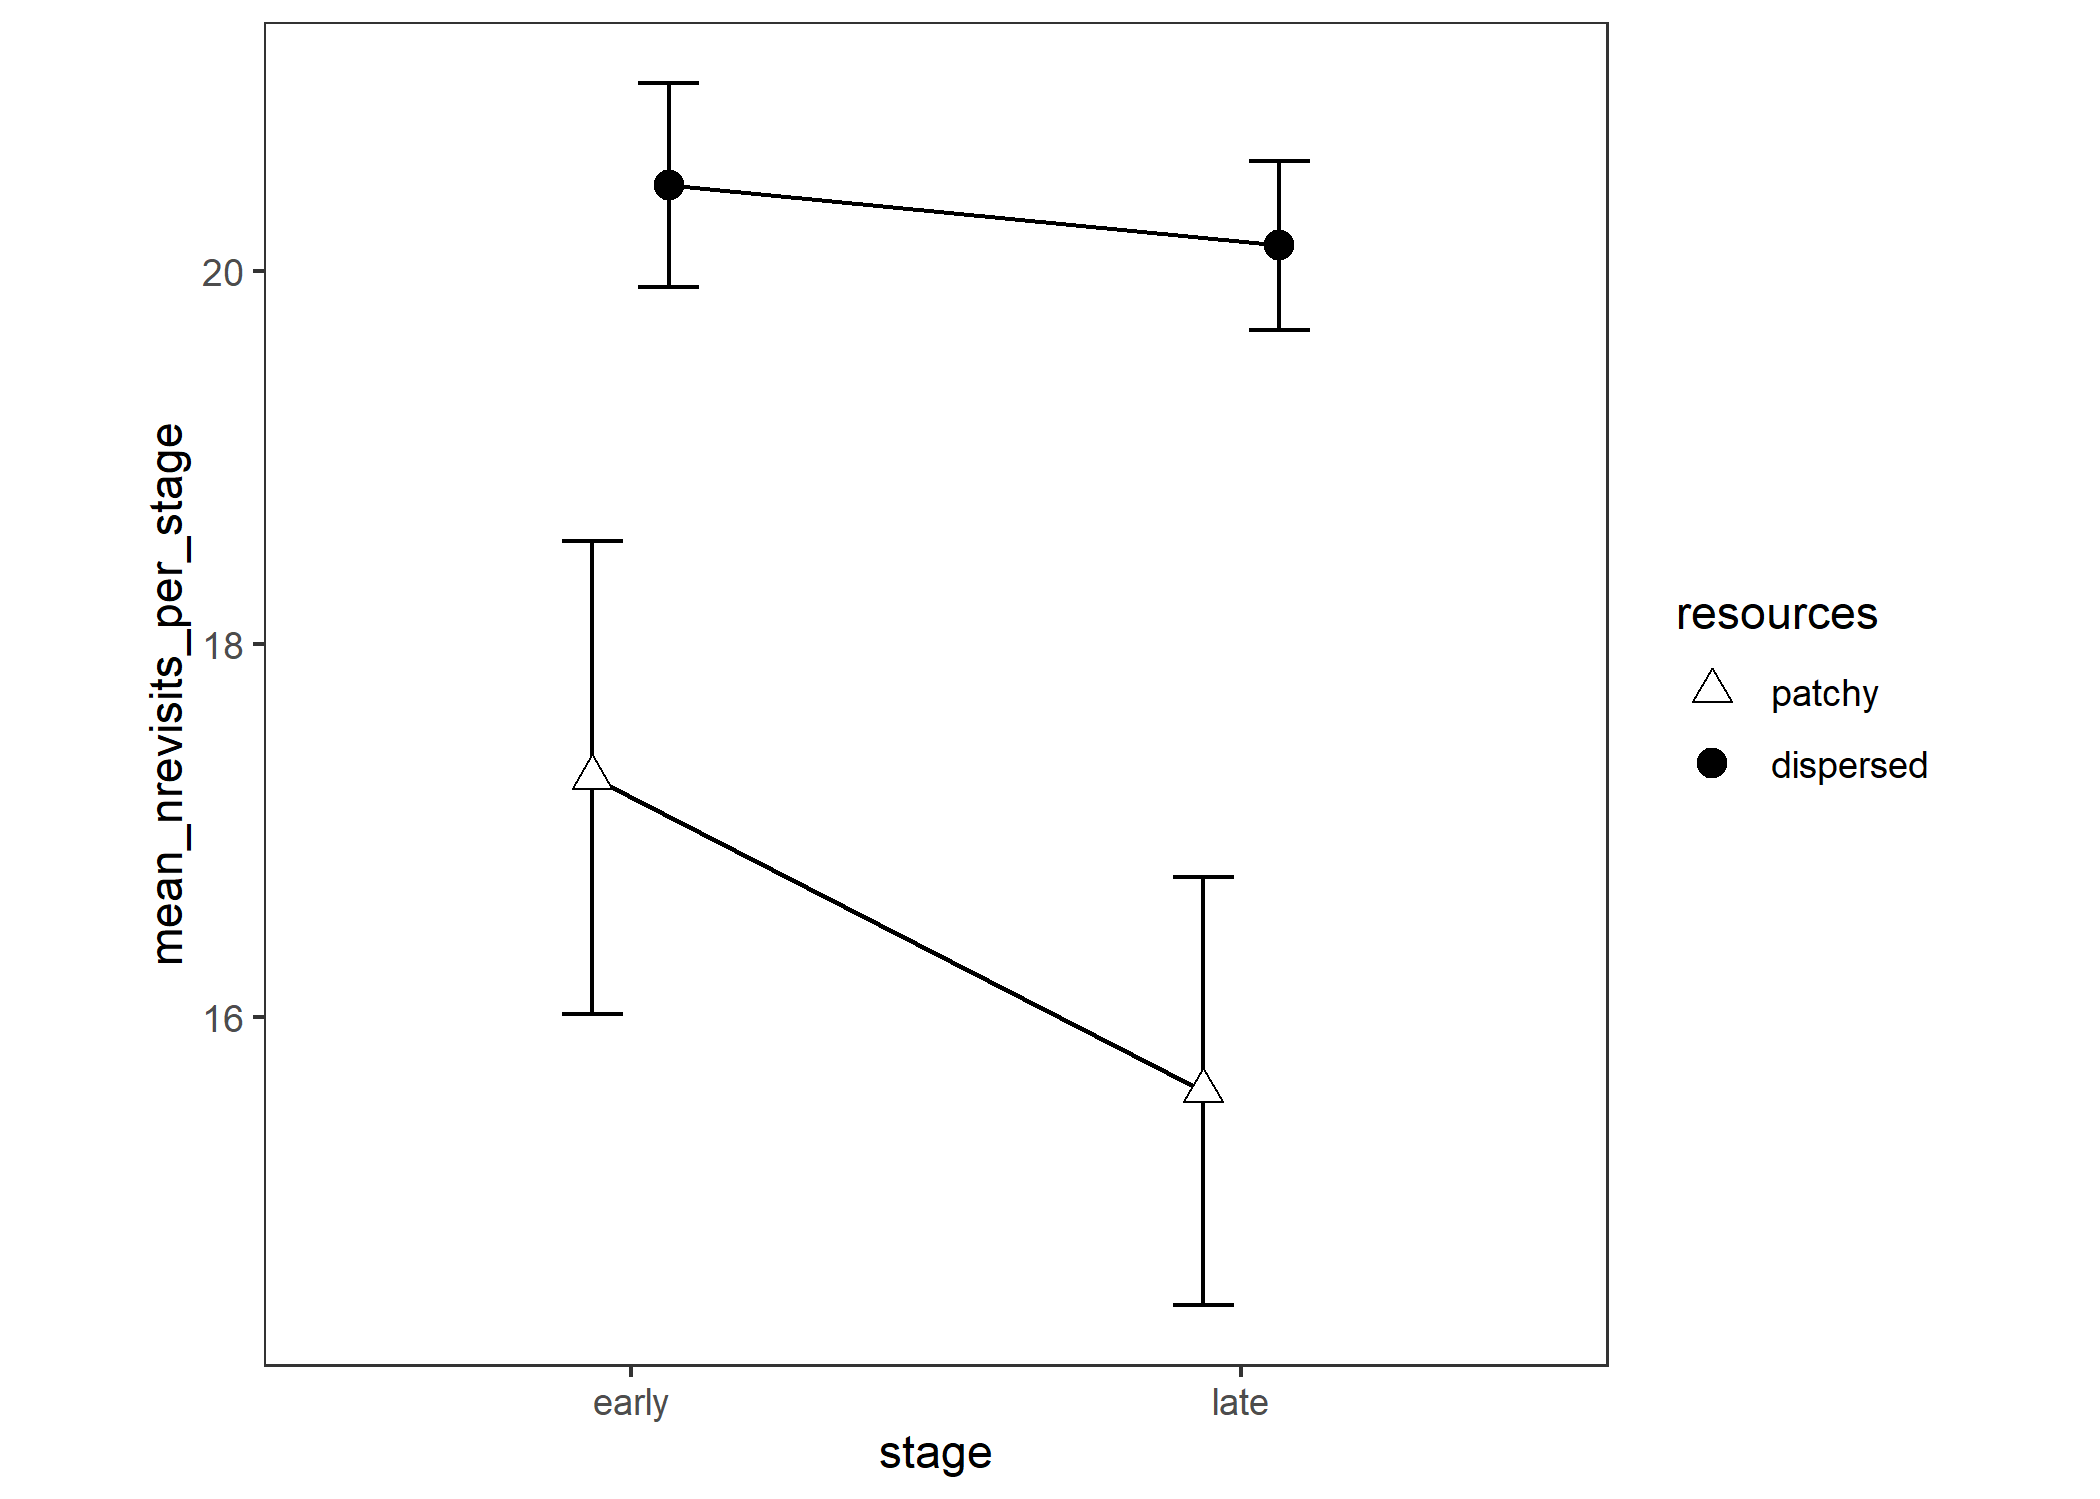 mean_nrevisits_per_stage
20
18
16
early late
stage
resources
patchy
dispersed